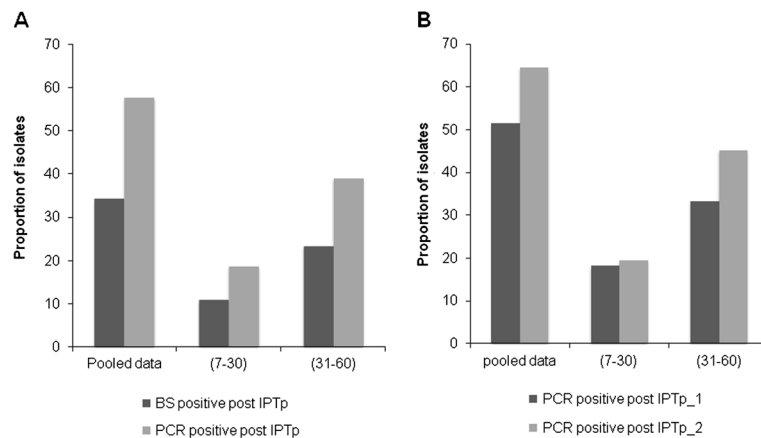 A
70
60
50
40
30
20
10
0
Proportion of isolates
Pooled data (7-30) (31-60)
BS positive post IPTp
PCR positive post IPTp
B
70
60
50
40
30
20
10
0
Proportion of isolates
pooled data (7-30) (31-60)
PCR positive post IPTp_1
PCR positive post IPTp_2